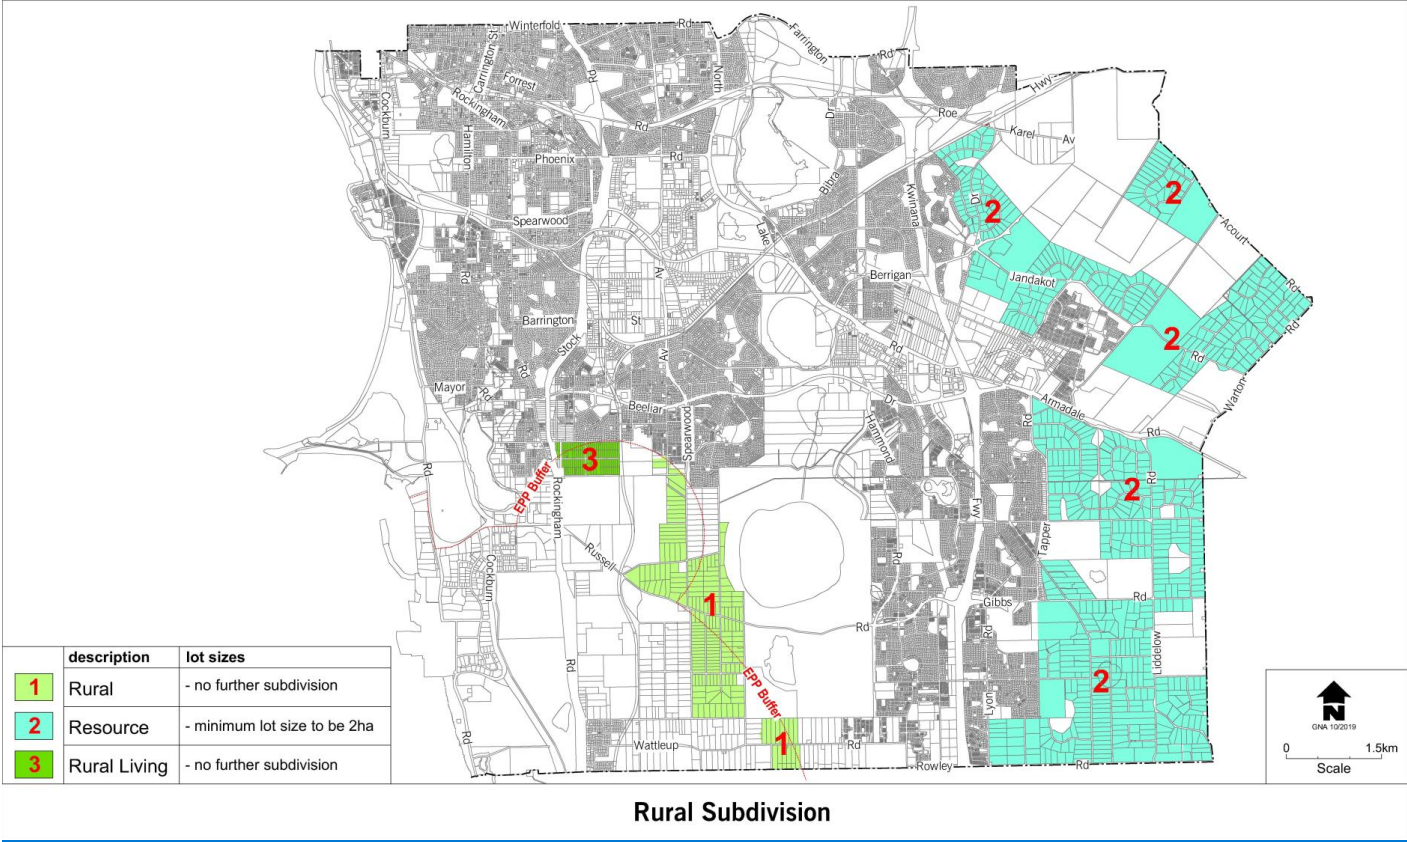 Winterfold
Rd
Farrington
Rd
Carrington St
Forrest
Rd
North
Hwy
Cockburn
Rockingham
Rd
Dr
Roe
Karel
Av
Hamilton
Phoenix
Rd
Bibra
Kwinana
Dr
2
2
Spearwood
Lake
Acourt
Rd
Av
Berrigan
Jandakot
Rd
Barrington
St
Stock
Rd
2
Rd
Rd
Av
Rd
Mayor
Rd
Beeliar
Dr
Armadale
Warton
Spearwood
Hammond
Rd
Rd
3
Rd
EPP Buffer
Rockingham
Rd
2
Fwy
Tapper
Russell
Cockburn
Rd
1
Gibbs
Rd
Rd
Rd
Rd
Liddelow
EPP Buffer
2
Lyon
Rd
Wattleup
1
Rd
Rowley
Rd
description lot sizes
1 Rural - no further subdivision
2 Resource - minimum lot size to be 2ha
3 Rural Living - no further subdivision
N
GNA 10/2019
0 1.5km
Scale
Rural Subdivision